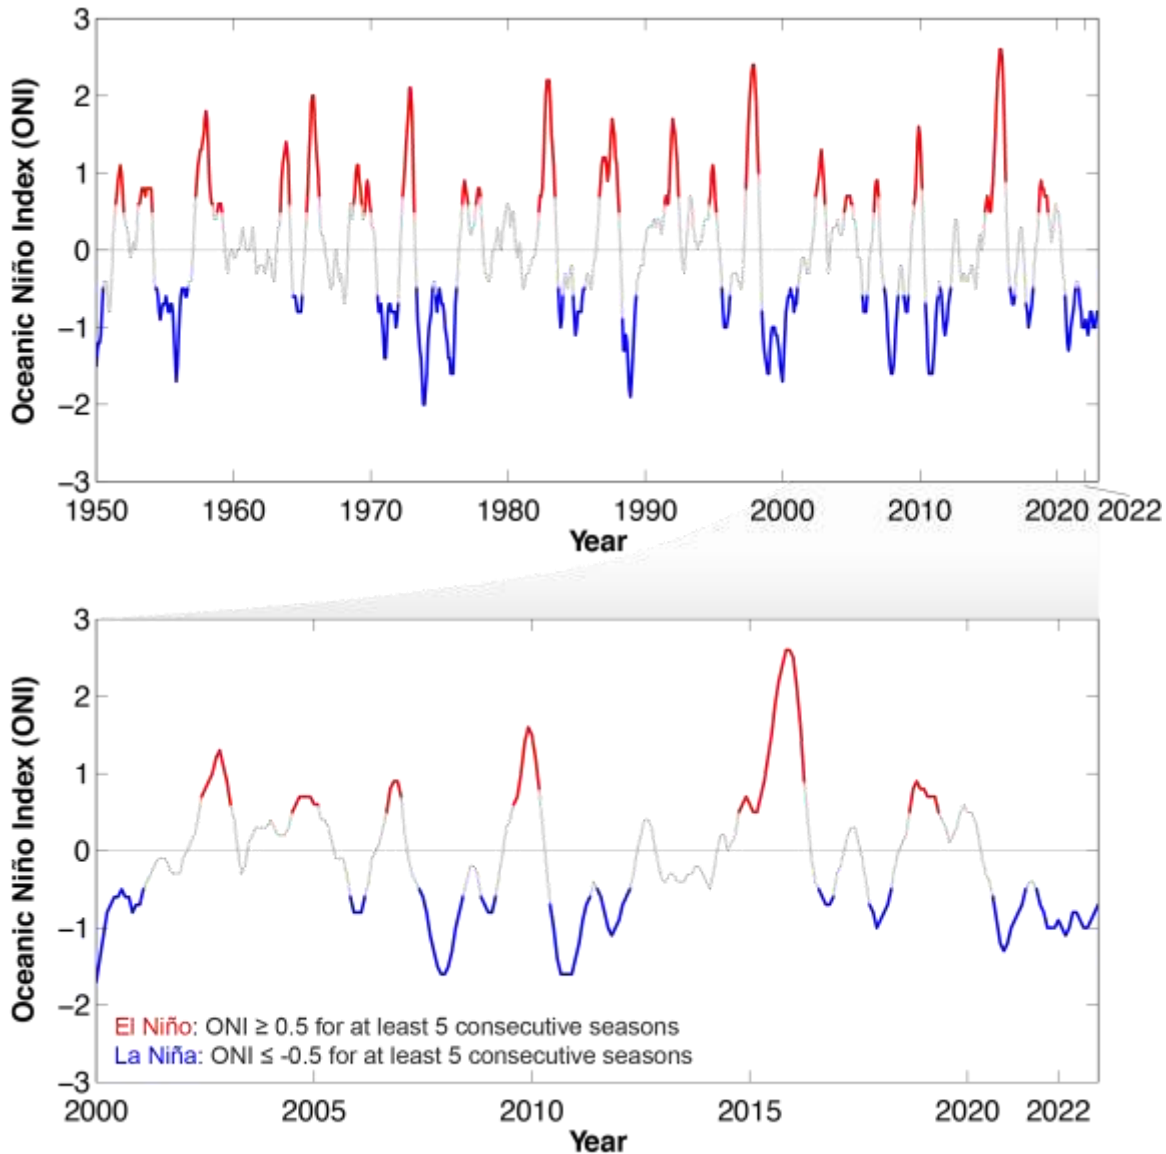 Oceanic Niño Index (ONI)
3
2
1
0
−1
−2
−3
1950 1960 1970 1980 1990 2000 2010 2020 2022
Year
Oceanic Niño Index (ONI)
3
2
1
0
−1
−2
−3
El Niño: ONI ≥ 0.5 for at least 5 consecutive seasons
La Niña: ONI ≤ -0.5 for at least 5 consecutive seasons
2000 2005 2010 2015 2020 2022
Year